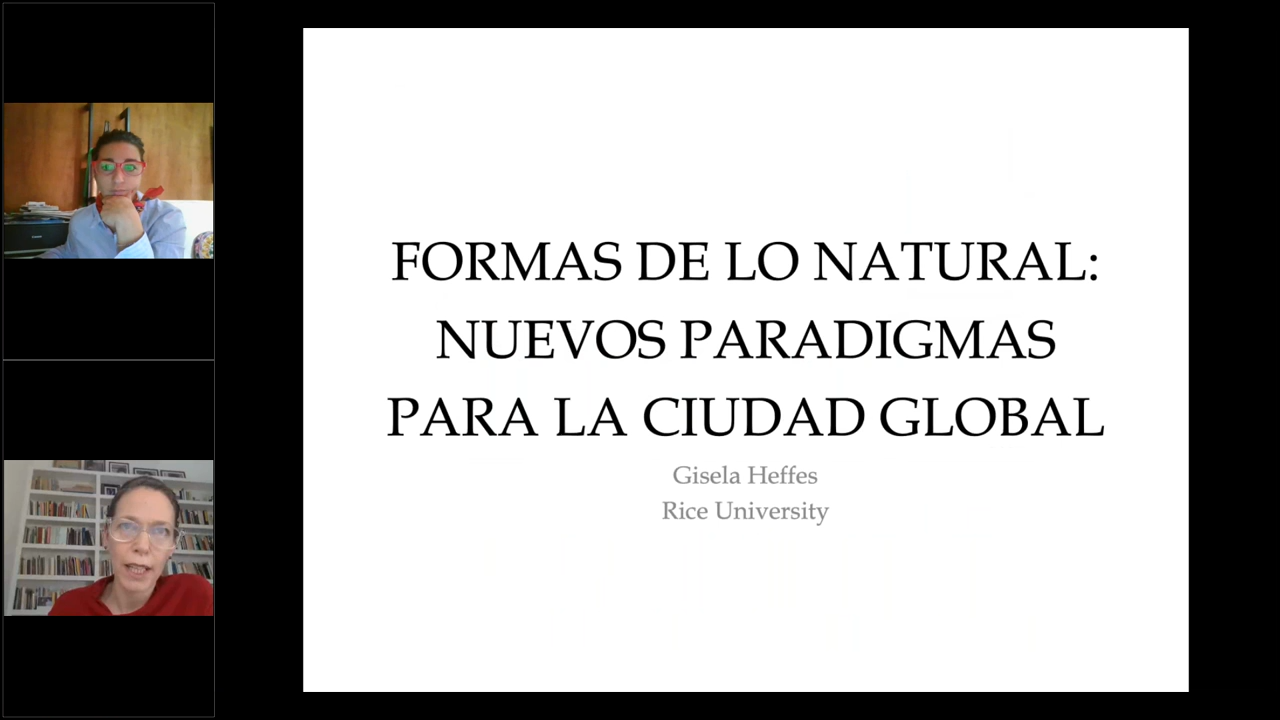 FORMAS DE LO NATURAL:
NUEVOS PARADIGMAS
PARA LA CIUDAD GLOBAL
Gisela Heffes
Rice University